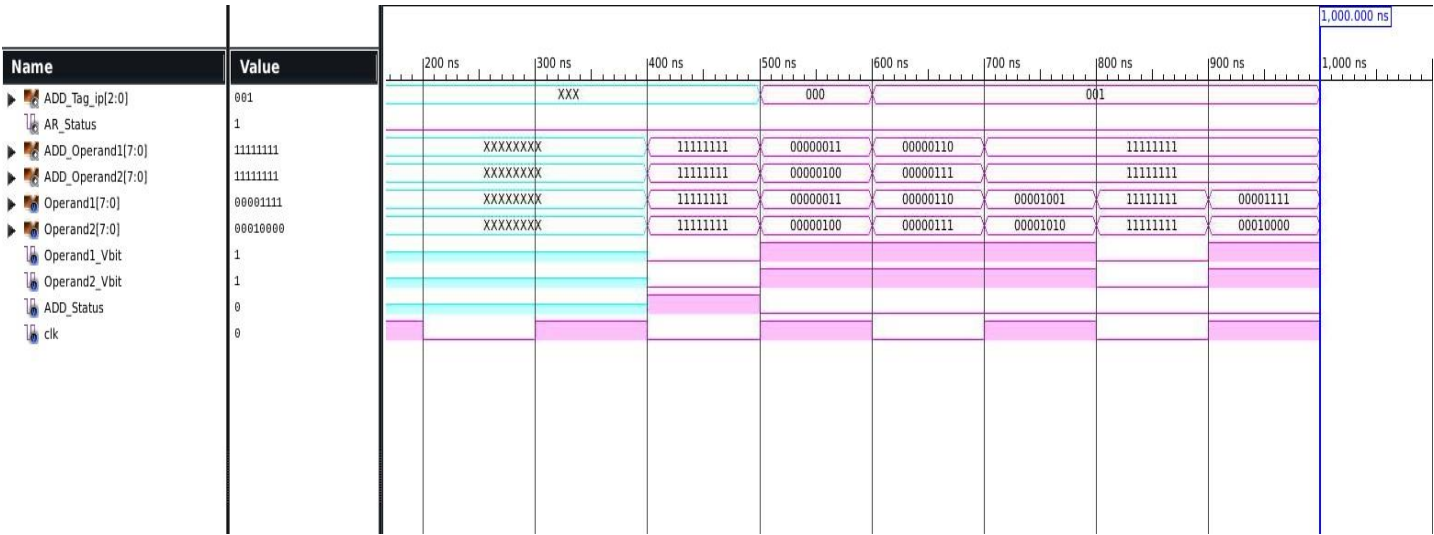 1,000.000 ns
Name Value 200 ns 300 ns 400 ns 500 ns 600 ns 700 ns 800 ns 900 ns 1,000 ns
ADD_Tag_ip[2:0] 001 XXX 000 001
AR_Status 1
ADD_Operand1[7:0] 11111111 XXXXXXXX 11111111 00000011 00000110 11111111
ADD_Operand2[7:0] 11111111 XXXXXXXX 11111111 00000100 00000111 11111111
Operand1[7:0] 00001111 XXXXXXXX 11111111 00000011 00000110 00001001 11111111 00001111
Operand2[7:0] 00010000 XXXXXXXX 11111111 00000100 00000111 00001010 11111111 00010000
Operand1_Vbit 1
Operand2_Vbit 1
ADD_Status 0
clk 0